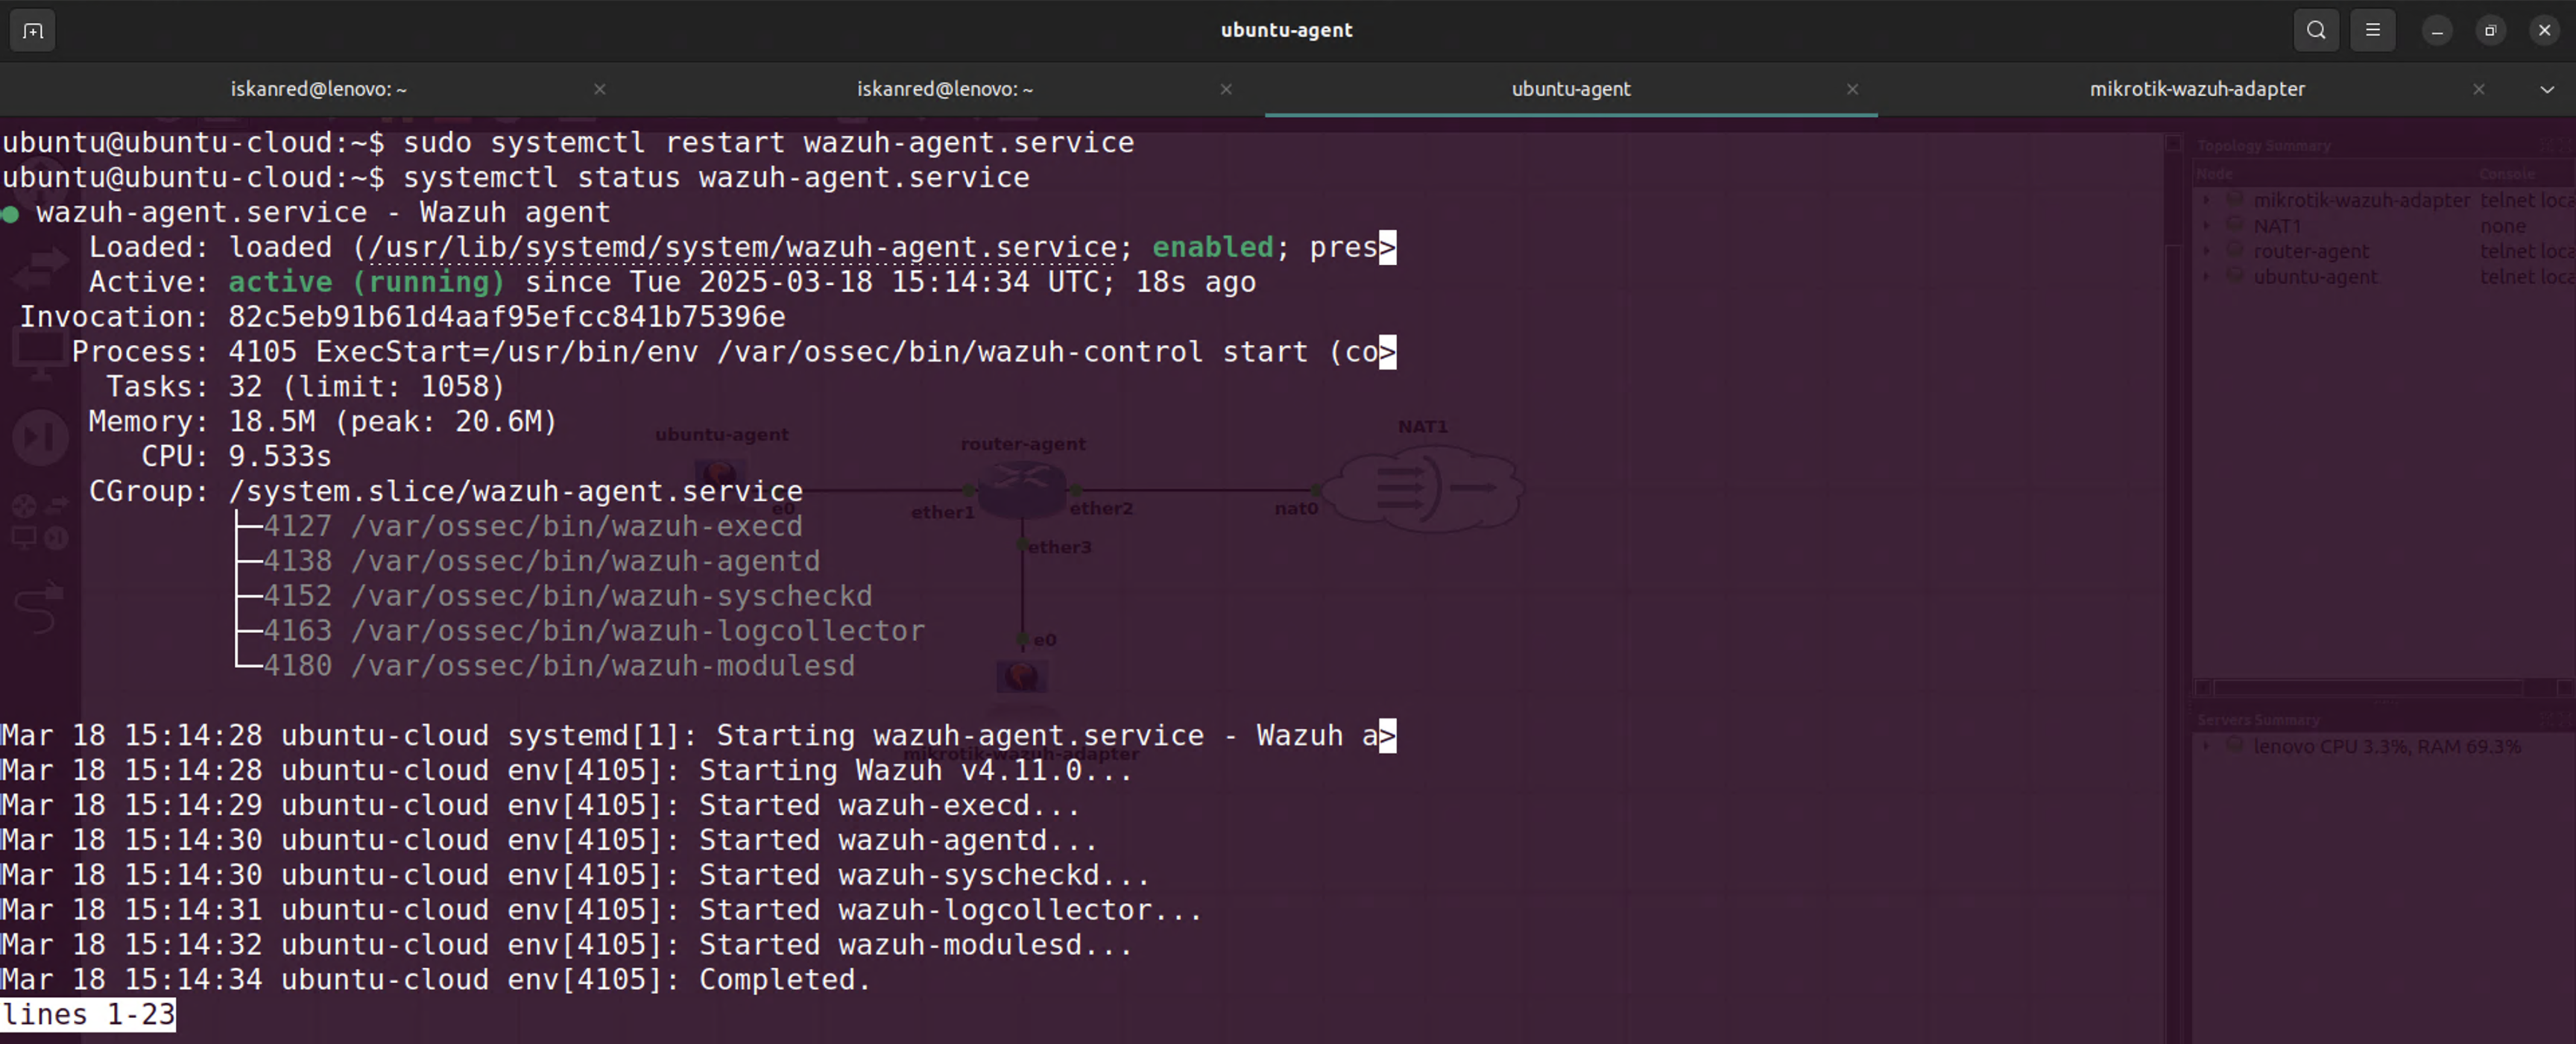 ubuntu-agent
iskanred@lenovo: ~
iskanred@lenovo: ~
ubuntu-agent
mikrotik-wazuh-adapter
ubuntu@ubuntu-cloud:~$ sudo systemctl restart wazuh-agent.service
ubuntu@ubuntu-cloud:~$ systemctl status wazuh-agent.service
● wazuh-agent.service - Wazuh agent
Loaded: loaded (/usr/lib/systemd/system/wazuh-agent.service; enabled; pres>
Active: active (running) since Tue 2025-03-18 15:14:34 UTC; 18s ago
Invocation: 82c5eb91b61d4aaf95efcc841b75396e
Process: 4105 ExecStart=/usr/bin/env /var/ossec/bin/wazuh-control start (co>
Tasks: 32 (limit: 1058)
Memory: 18.5M (peak: 20.6M)
CPU: 9.533s
CGroup: /system.slice/wazuh-agent.service
├─4127 /var/ossec/bin/wazuh-execd
├─4138 /var/ossec/bin/wazuh-agentd
├─4152 /var/ossec/bin/wazuh-syscheckd
├─4163 /var/ossec/bin/wazuh-logcollector
└─4180 /var/ossec/bin/wazuh-modulesd
Mar 18 15:14:28 ubuntu-cloud systemd[1]: Starting wazuh-agent.service - Wazuh a>
Mar 18 15:14:28 ubuntu-cloud env[4105]: Starting Wazuh v4.11.0...
Mar 18 15:14:29 ubuntu-cloud env[4105]: Started wazuh-execd...
Mar 18 15:14:30 ubuntu-cloud env[4105]: Started wazuh-agentd...
Mar 18 15:14:30 ubuntu-cloud env[4105]: Started wazuh-syscheckd...
Mar 18 15:14:31 ubuntu-cloud env[4105]: Started wazuh-logcollector...
Mar 18 15:14:32 ubuntu-cloud env[4105]: Started wazuh-modulesd...
Mar 18 15:14:34 ubuntu-cloud env[4105]: Completed.
lines 1-23
ubuntu-agent
router-agent
NAT1
e0
ether1
ether2
nat0
ether3
e0
mikrotik-wazuh-adapter
Topology Summary
Node Console
mikrotik-wazuh-adapter telnet loca
NAT1 none
router-agent telnet loca
ubuntu-agent telnet loca
Servers Summary
lenovo CPU 3.3%, RAM 69.3%